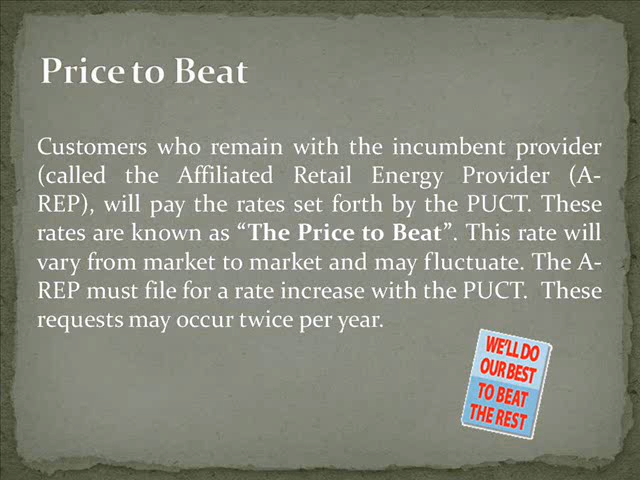 Price to Beat
Customers who remain with the incumbent provider
(called the Affiliated Retail Energy Provider (A-
REP), will pay the rates set forth by the PUCT. These
rates are known as “The Price to Beat”. This rate will
vary from market to market and may fluctuate. The A-
REP must file for a rate increase with the PUCT.  These
requests may occur twice per year.
WE'LL DO
OUR BEST
TO BEAT
THE REST